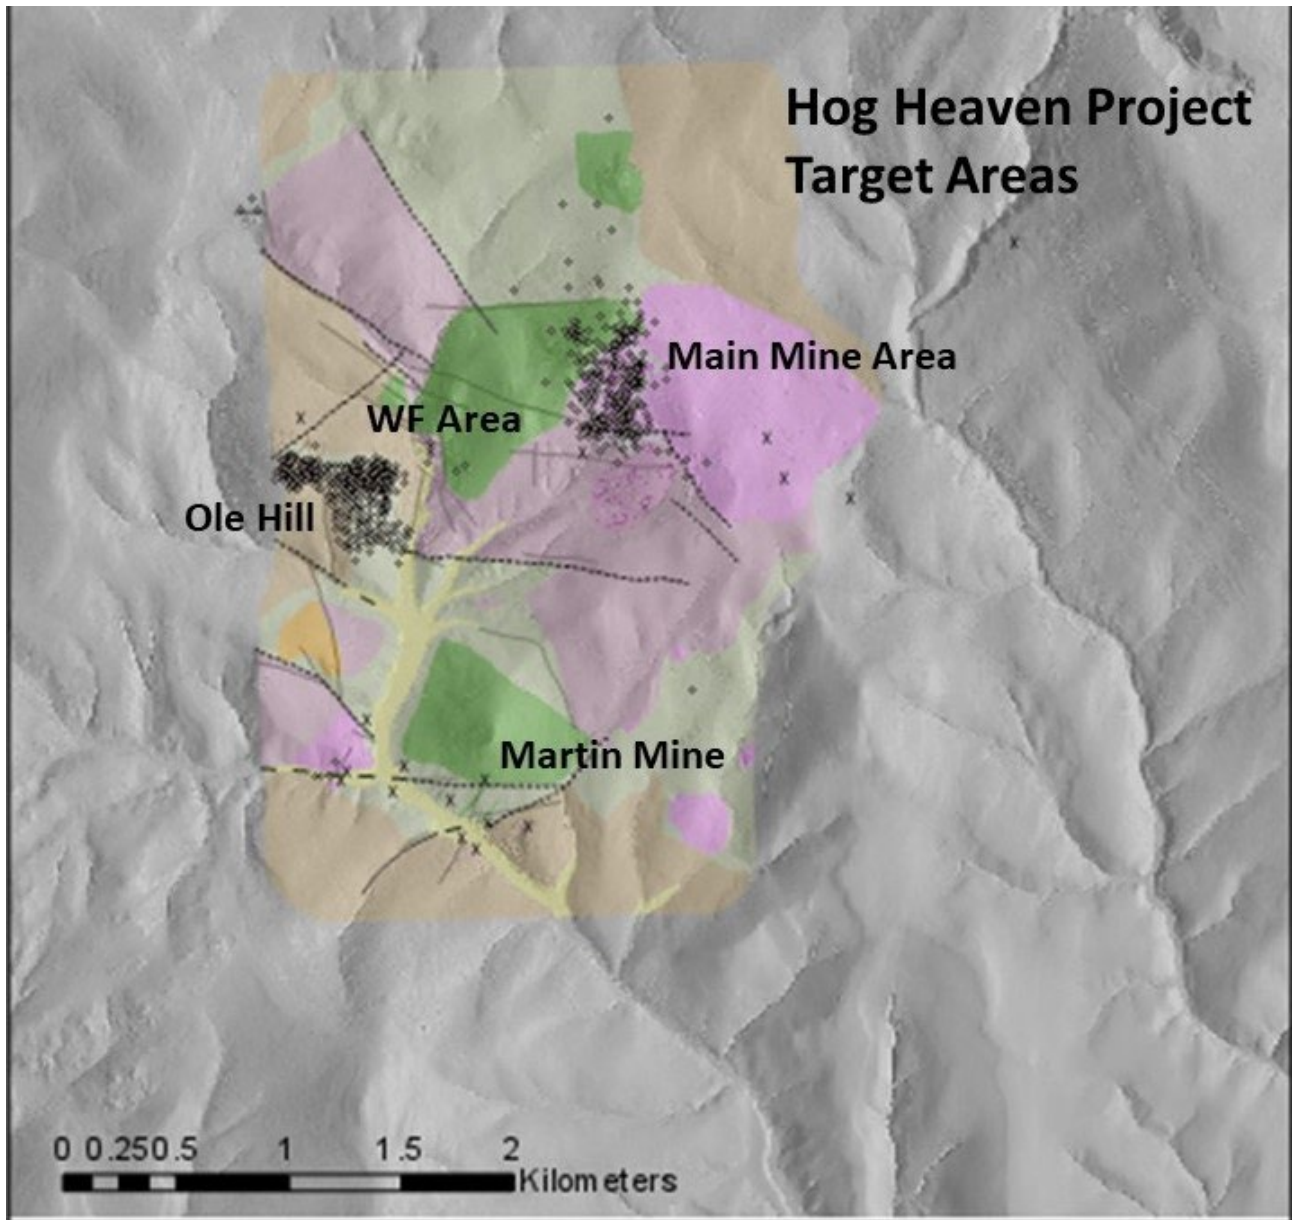 Hog Heaven Project
Target Areas
Main Mine Area
WF Area
Ole Hill
Martin Mine
0 0.250.5 1 1.5 2
Kilometers